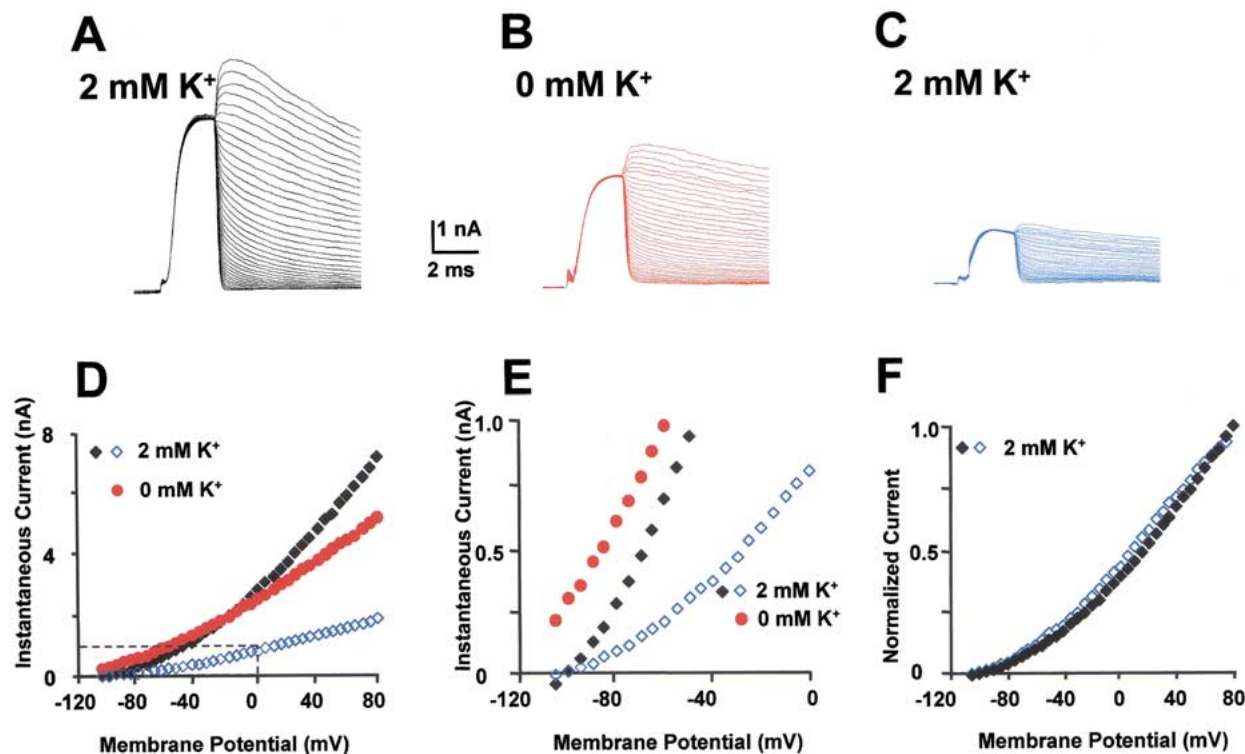 A
2 mM K⁺
B
0 mM K⁺
C
2 mM K⁺
1 nA
2 ms
D
Instantaneous Current (nA)
8
4
0
2 mM K⁺
0 mM K⁺
-120
-80
-40
0
40
80
Membrane Potential (mV)
E
Instantaneous Current (nA)
1.0
0.5
0
2 mM K⁺
0 mM K⁺
-120
-80
-40
0
Membrane Potential (mV)
F
Normalized Current
1.0
0.5
0
2 mM K⁺
-120
-80
-40
0
40
80
Membrane Potential (mV)